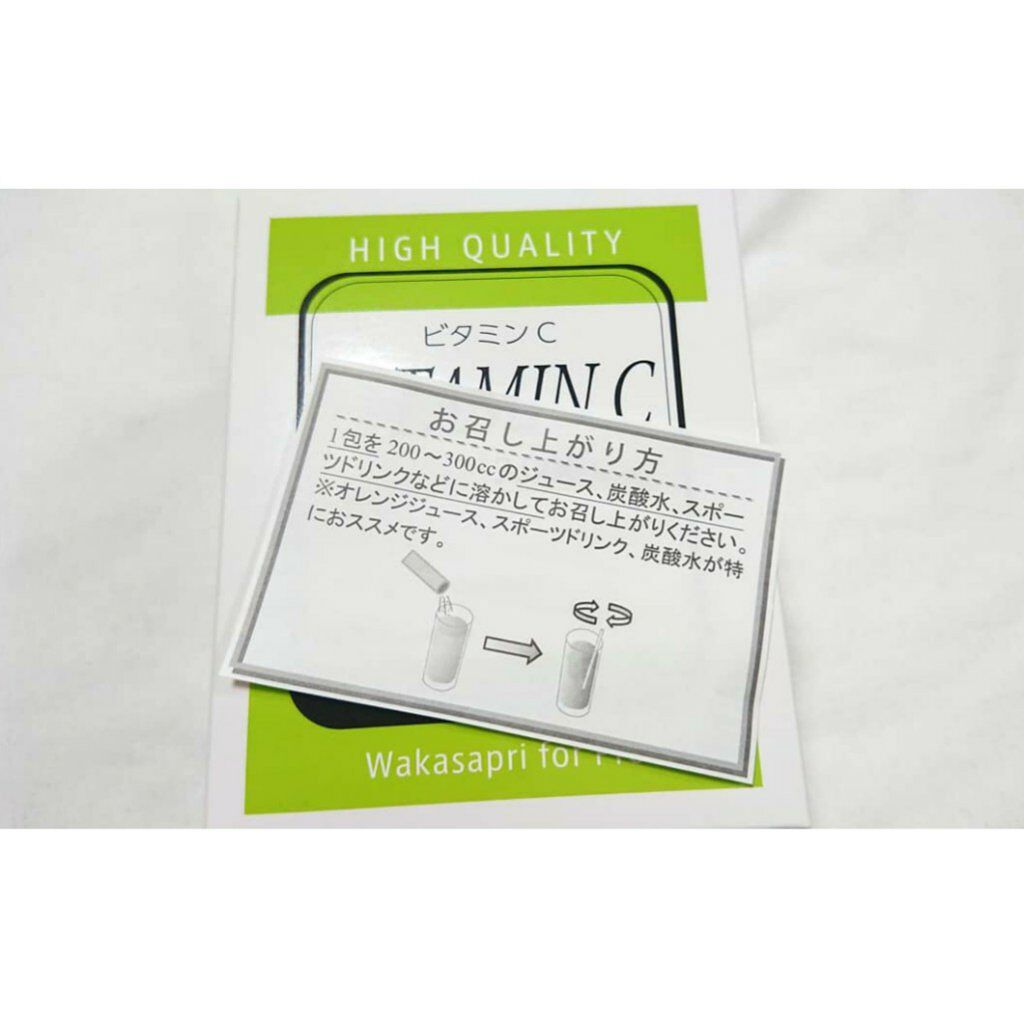 HIGH QUALITY
ビタミンC
C
お召し上がり方
1包を200～300ccのジュース、炭酸水、スポー
ツドリンクなどに溶かしてお召し上がりください。
※オレンジジュース、スポーツドリンク、炭酸水が特
におススメです。
Wakasapri for